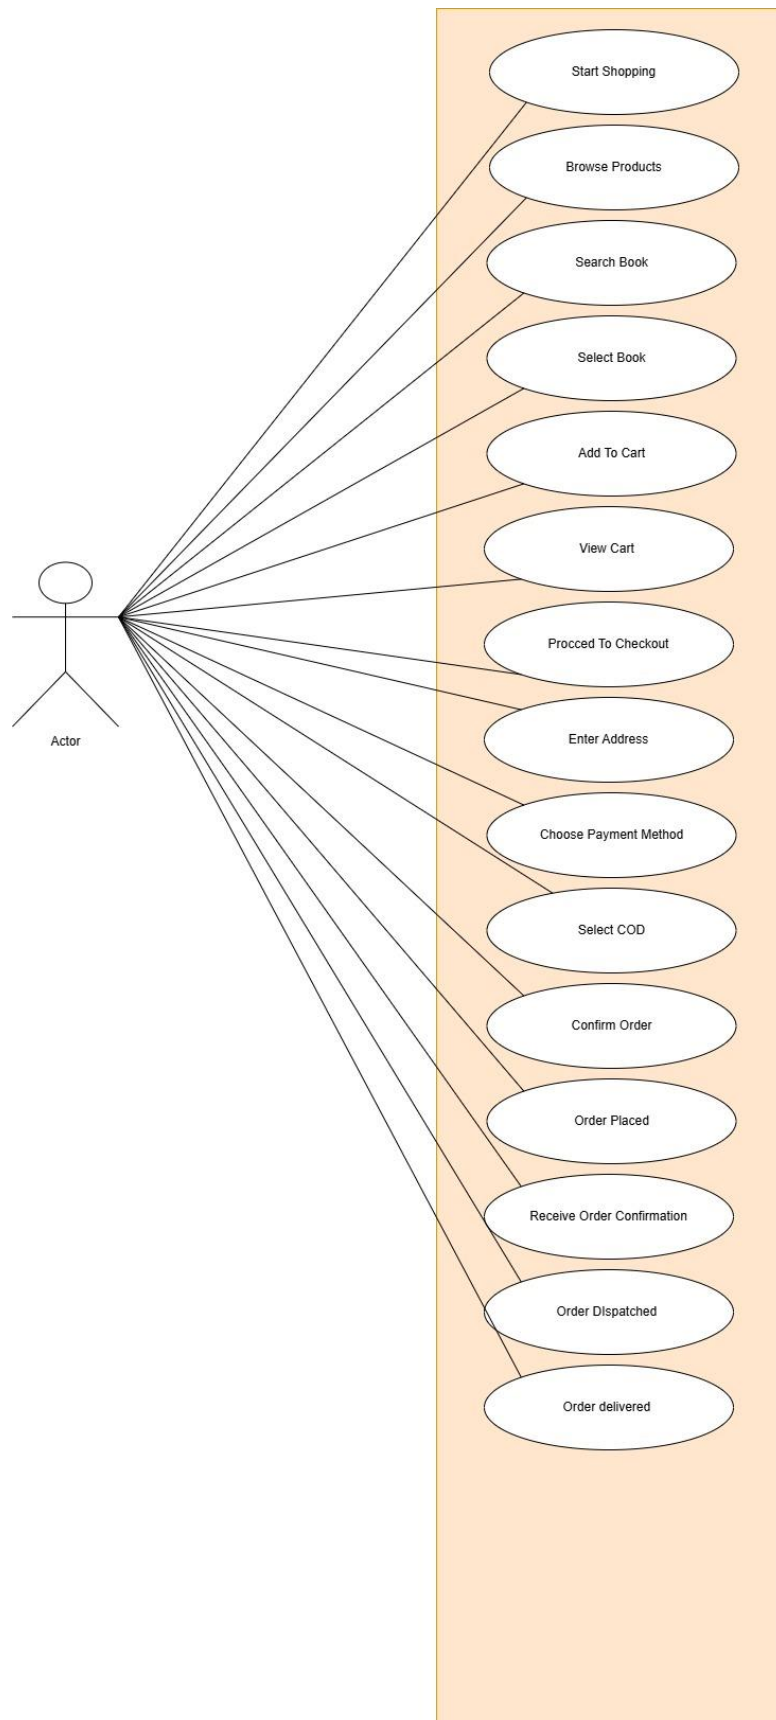 Start Shopping
Browse Products
Search Book
Select Book
Add To Cart
View Cart
Procced To Checkout
Actor
Enter Address
Choose Payment Method
Select COD
Confirm Order
Order Placed
Receive Order Confirmation
Order DIspatched
Order delivered